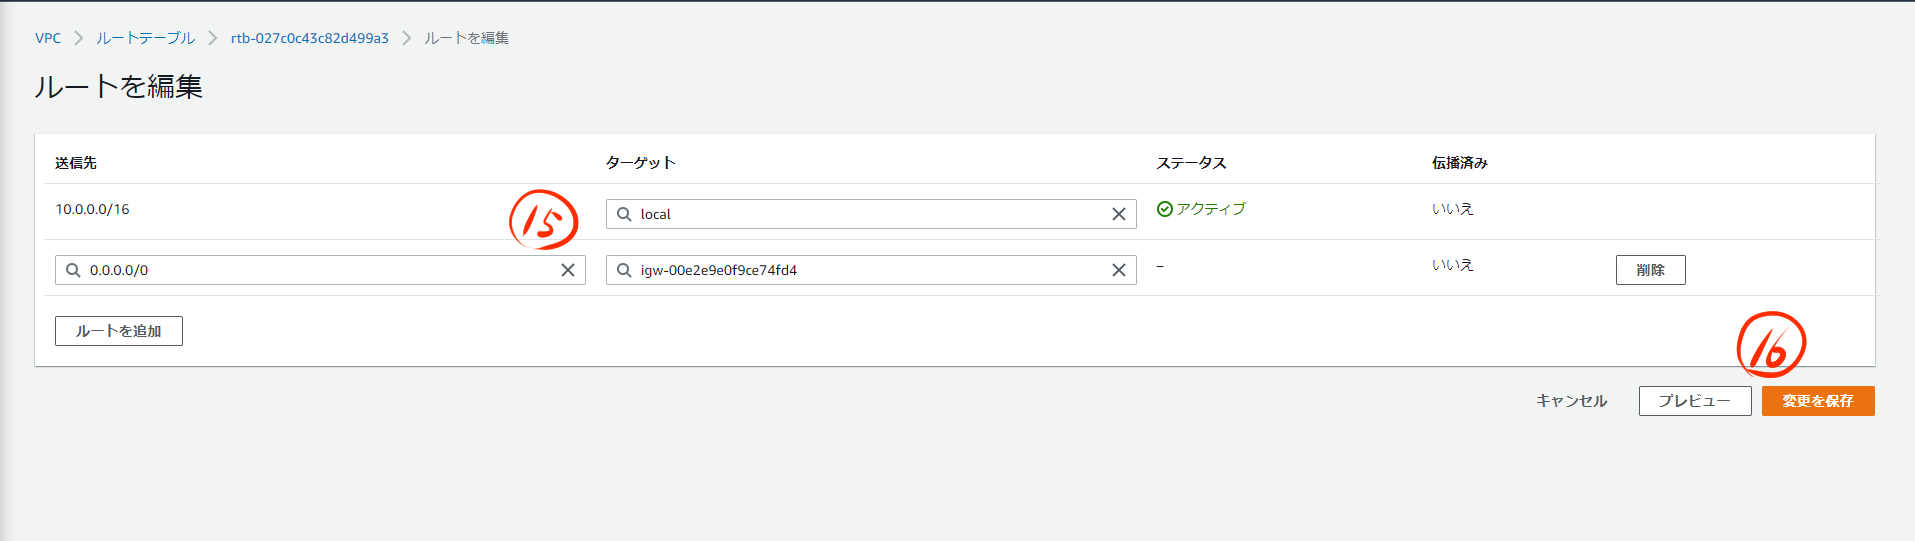 VPC > ルートテーブル > rtb-027c0c43c82d499a3 > ルートを編集
ルートを編集
送信先 ターゲット ステータス 伝播済み
10.0.0.0/16 15 local アクティブ いいえ
0.0.0.0/0 igw-00e2e9e0f9ce74fd4 – いいえ 削除
ルートを追加
16
キャンセル プレビュー 変更を保存